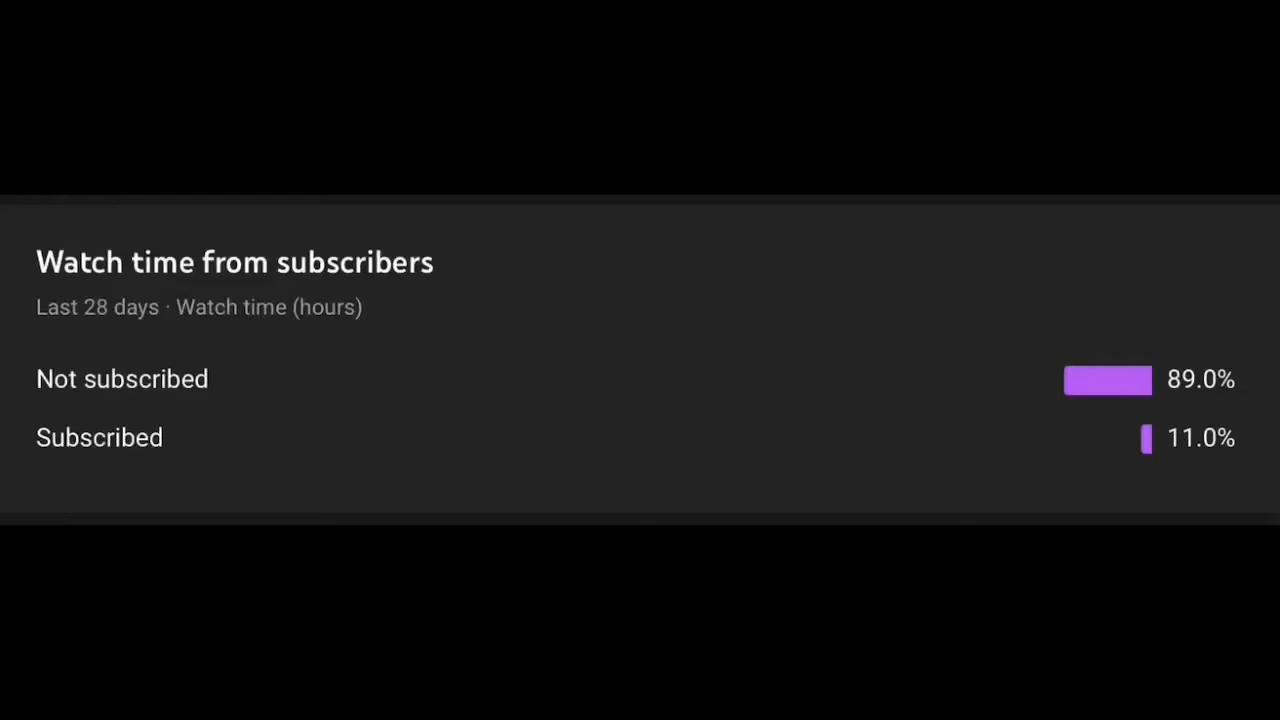 Watch time from subscribers
Last 28 days · Watch time (hours)
Not subscribed 89.0%
Subscribed 11.0%